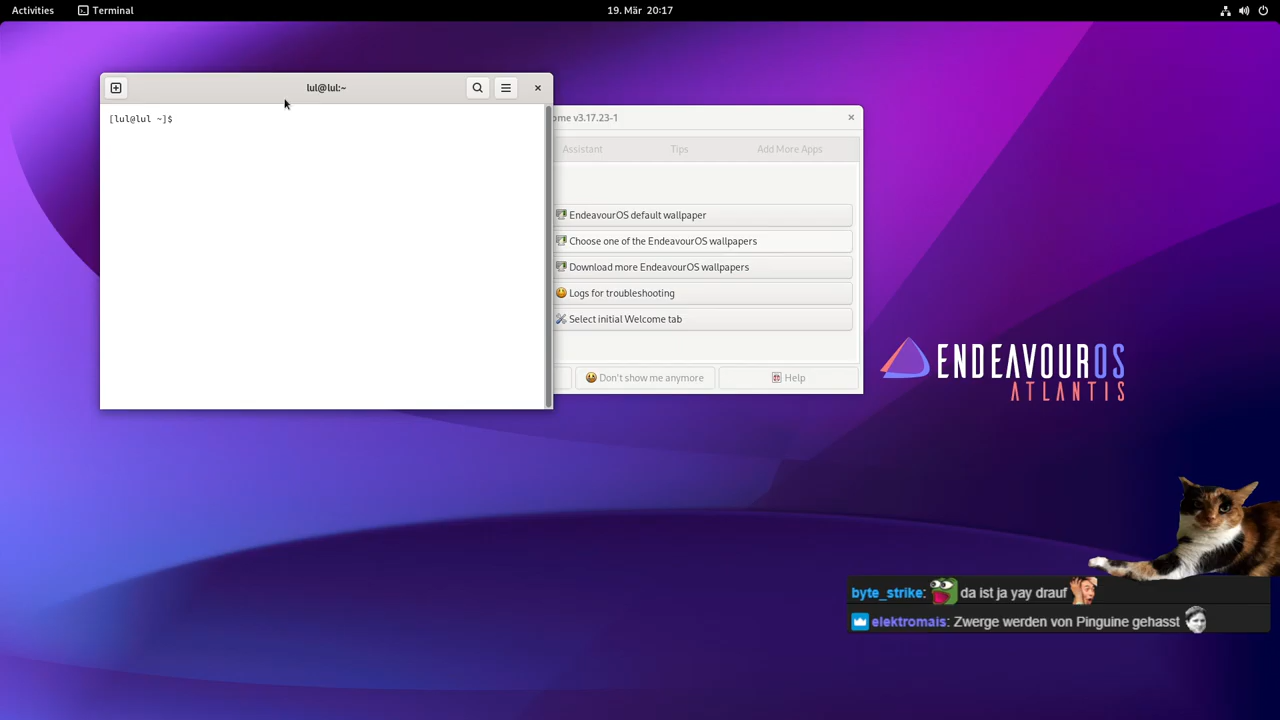 Activities
Terminal
19. Mär 20:17
lul@lul:~
[lul@lul ~]$
ome v3.17.23-1
Assistant
Tips
Add More Apps
EndeavourOS default wallpaper
Choose one of the EndeavourOS wallpapers
Download more EndeavourOS wallpapers
Logs for troubleshooting
Select initial Welcome tab
Don't show me anymore
Help
ENDEAVOUROS
ATLANTIS
byte_strike: da ist ja yay drauf
elektromais: Zwerge werden von Pinguine gehasst